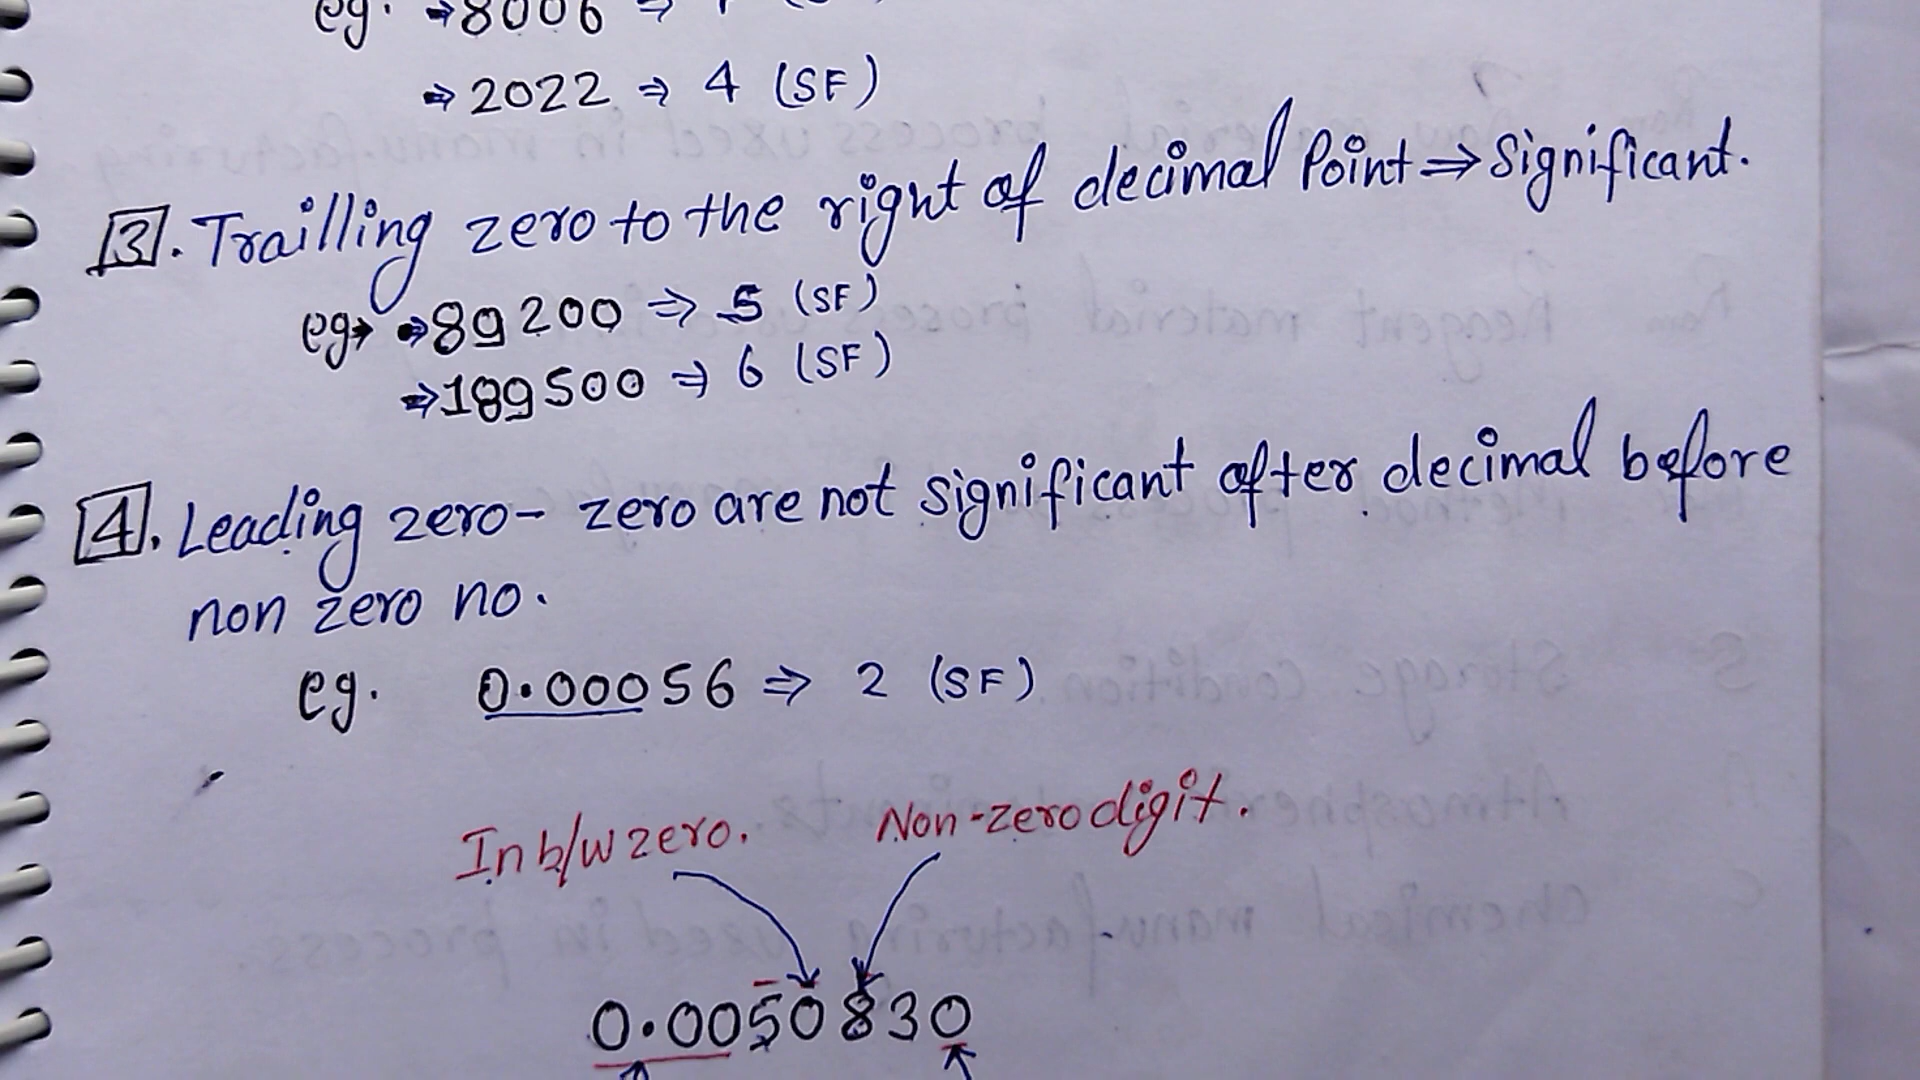 eg. → 8006 ⇒
⇒ 2022 ⇒ 4 (SF)
3. Trailling zero to the right of decimal Point ⇒ Significant.
eg → ⇒ 89200 ⇒ 5 (SF)
⇒ 189500 ⇒ 6 (SF)
4. Leading zero - zero are not significant after decimal before
non zero no.
eg. 0.00056 ⇒ 2 (SF)
In b/w zero. Non-zero digit.
0.0050830